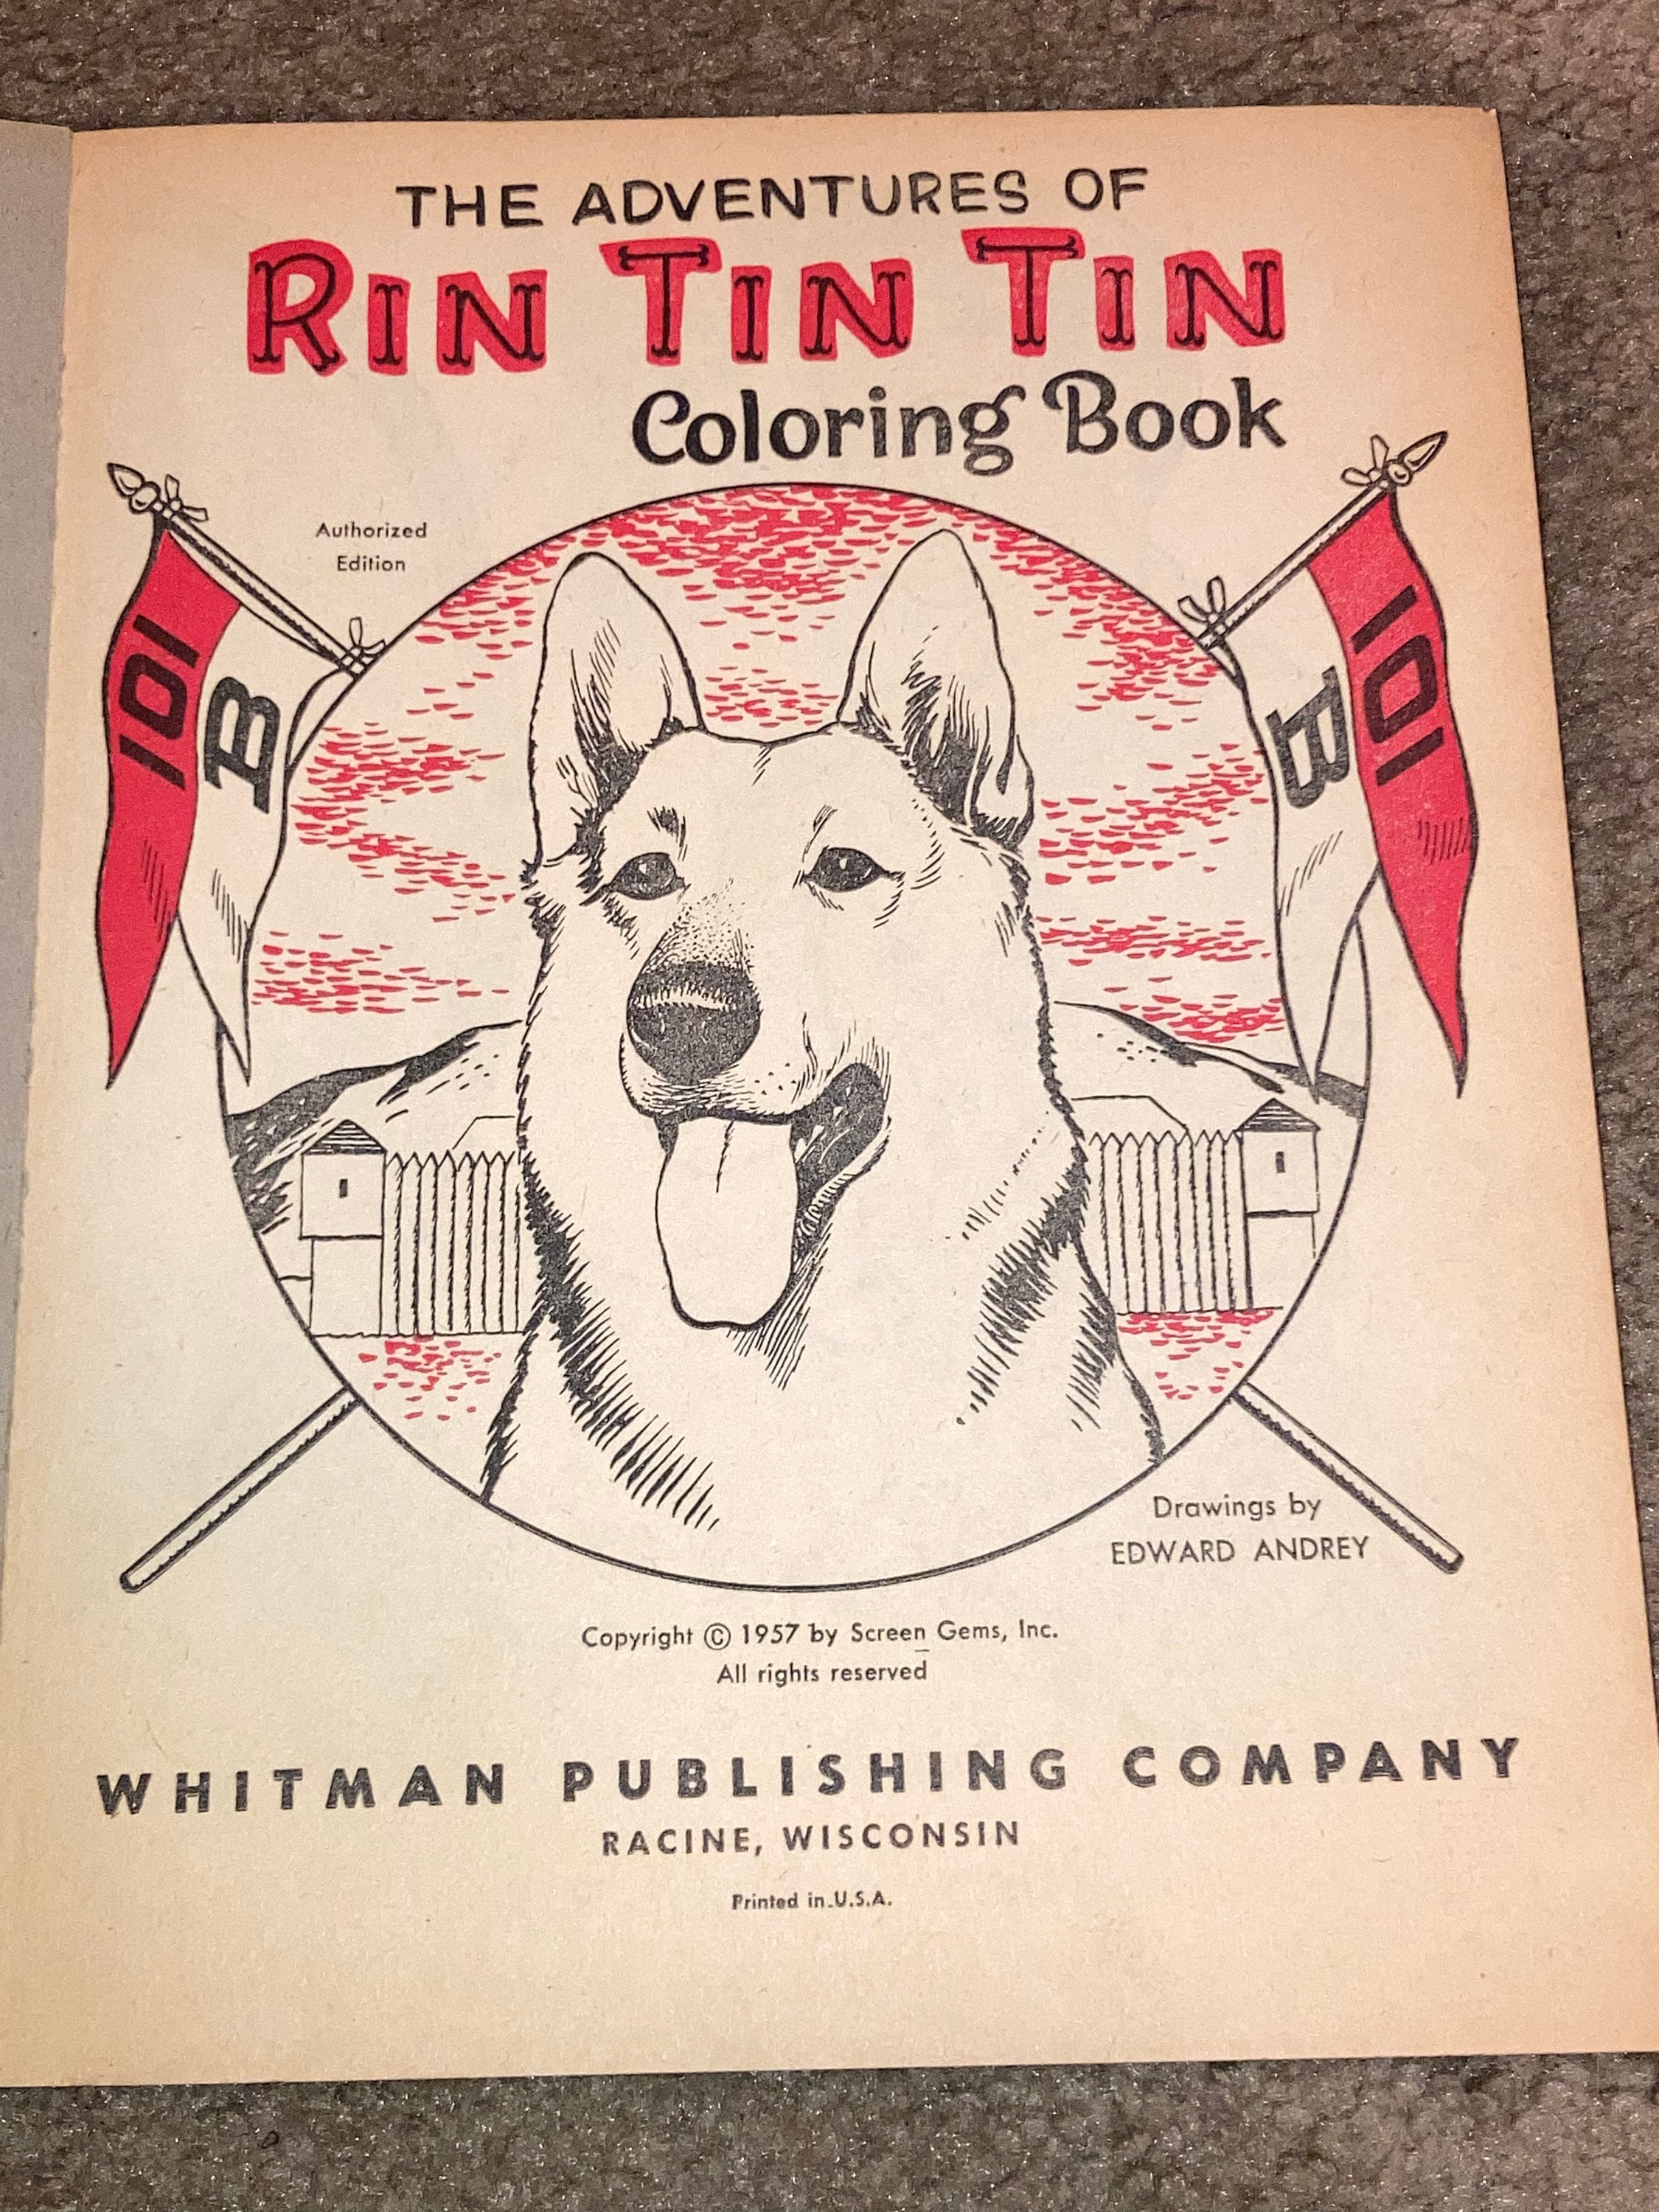 THE ADVENTURES OF
RIN TIN TIN
Coloring Book
Authorized
Edition
101
B
101
B
Drawings by
EDWARD ANDREY
Copyright © 1957 by Screen Gems, Inc.
All rights reserved
WHITMAN PUBLISHING COMPANY
RACINE, WISCONSIN
Printed in U.S.A.